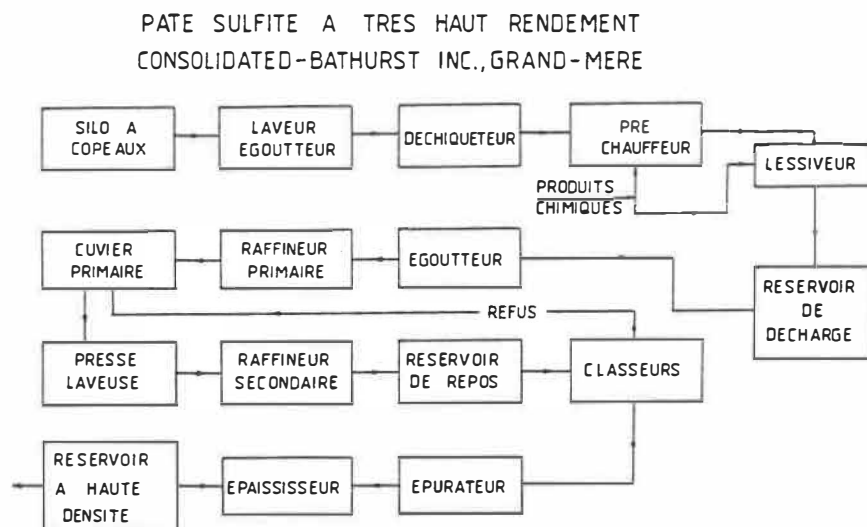 PATE SULFITE A TRES HAUT RENDEMENT
CONSOLIDATED-BATHURST INC., GRAND-MERE
SILO A
COPEAUX
LAVEUR
EGOUTTEUR
DECHIQUETEUR
PRE
CHAUFFEUR
LESSIVEUR
PRODUITS
CHIMIQUES
CUVIER
PRIMAIRE
RAFFINEUR
PRIMAIRE
EGOUTTEUR
RESERVOIR
DE
DECHARGE
REFUS
PRESSE
LAVEUSE
RAFFINEUR
SECONDAIRE
RESERVOIR
DE REPOS
CLASSEURS
RESERVOIR
A HAUTE
DENSITE
EPAISSISSEUR
EPURATEUR